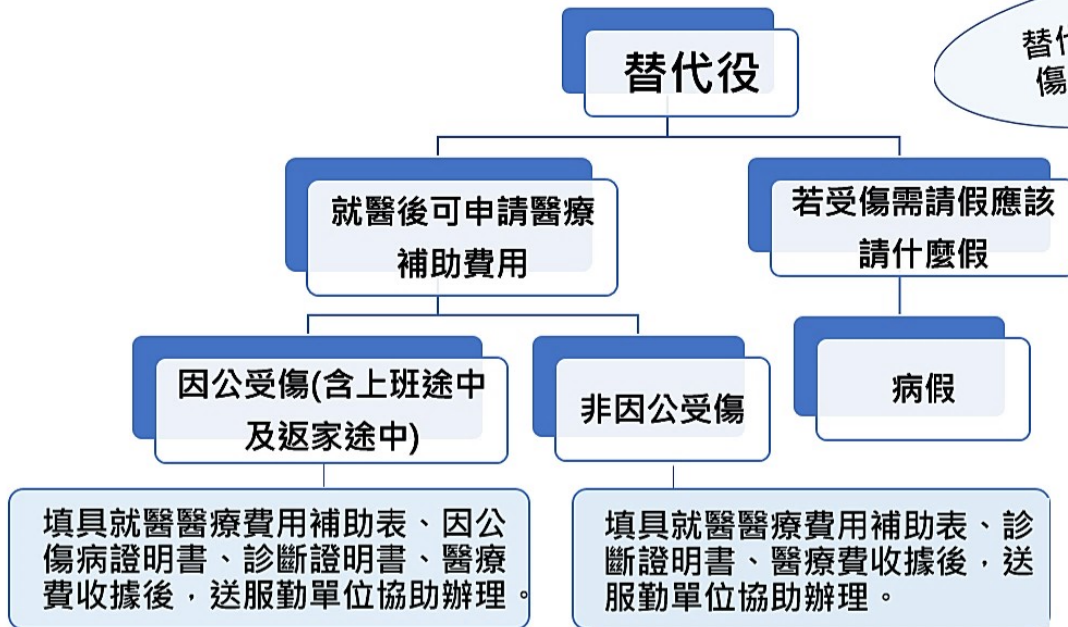 替代役
替代
傷
就醫後可申請醫療
補助費用
若受傷需請假應該
請什麼假
因公受傷(含上班途中
及返家途中)
非因公受傷
病假
填具就醫醫療費用補助表、因公
傷病證明書、診斷證明書、醫療
費收據後,送服勤單位協助辦理。
填具就醫醫療費用補助表、診
斷證明書、醫療費收據後,送
服勤單位協助辦理。